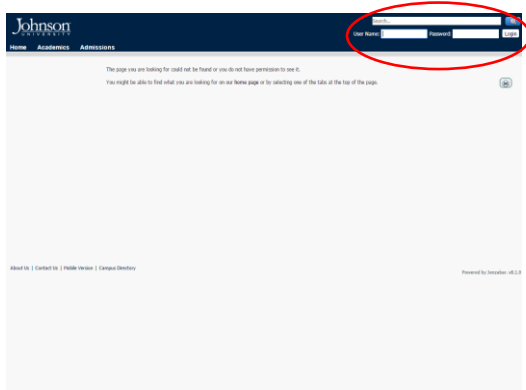 Johnson
UNIVERSITY
Search...
User Name: Password: Login
Home Academics Admissions
The page you are looking for could not be found or you do not have permission to see it.
You might be able to find what you are looking for on our home page or by selecting one of the tabs at the top of the page.
About Us | Contact Us | Mobile Version | Campus Directory
Powered by Jenzabar. v8.1.0